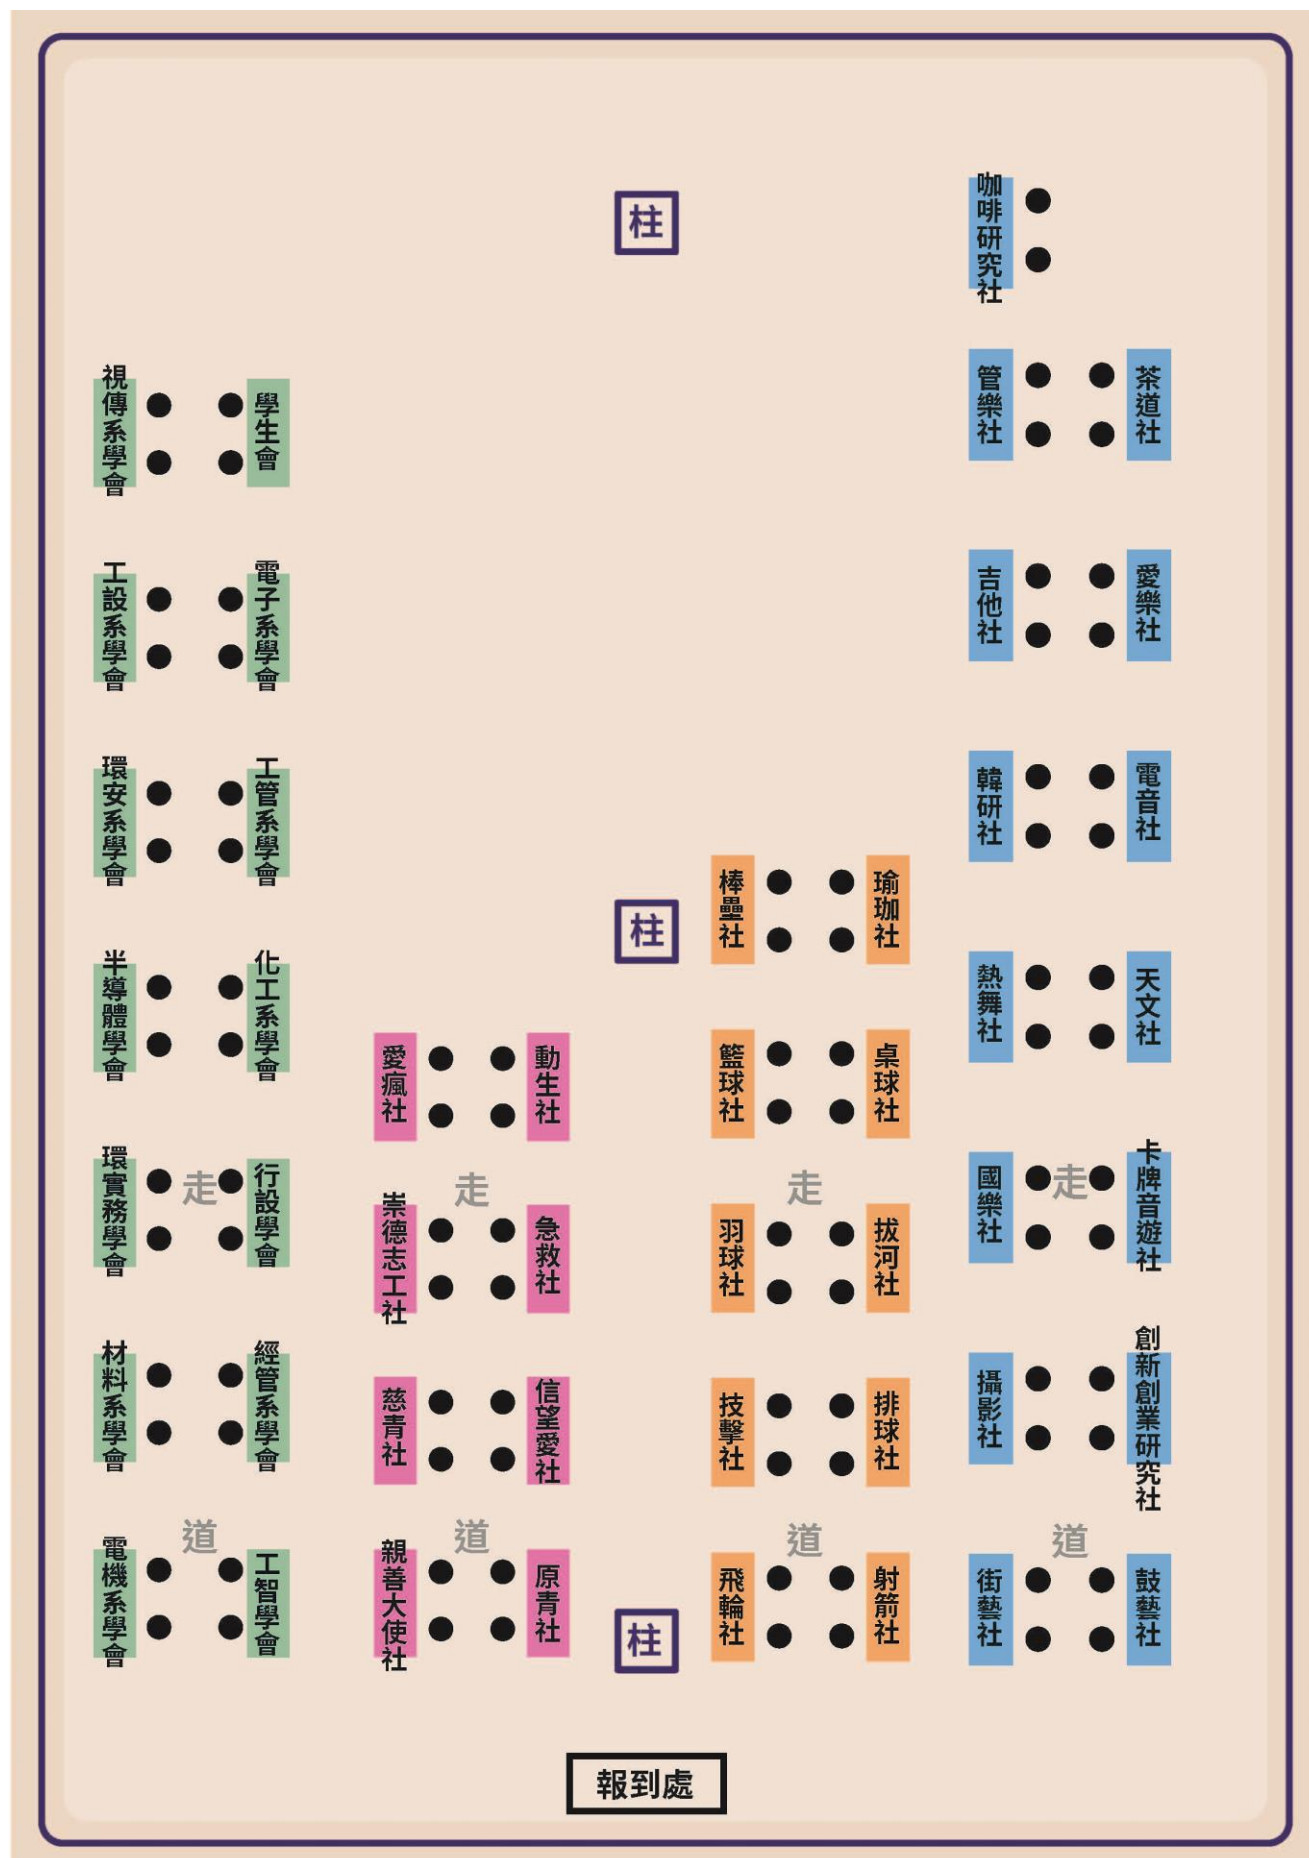 柱
咖啡研究社
視傳系學會
學生會
管樂社
茶道社
工設系學會
電子系學會
吉他社
愛樂社
環安系學會
工管系學會
韓研社
電音社
柱
棒壘社
瑜珈社
半導體學會
化工系學會
熱舞社
天文社
愛瘋社
動生社
籃球社
桌球社
環實務學會
走
行設學會
走
走
國樂社
走
卡牌音遊社
崇德志工社
急救社
羽球社
拔河社
材料系學會
經管系學會
慈青社
信望愛社
技擊社
排球社
攝影社
創新創業研究社
道
道
道
道
電機系學會
工智學會
親善大使社
原青社
柱
飛輪社
射箭社
街藝社
鼓藝社
報到處